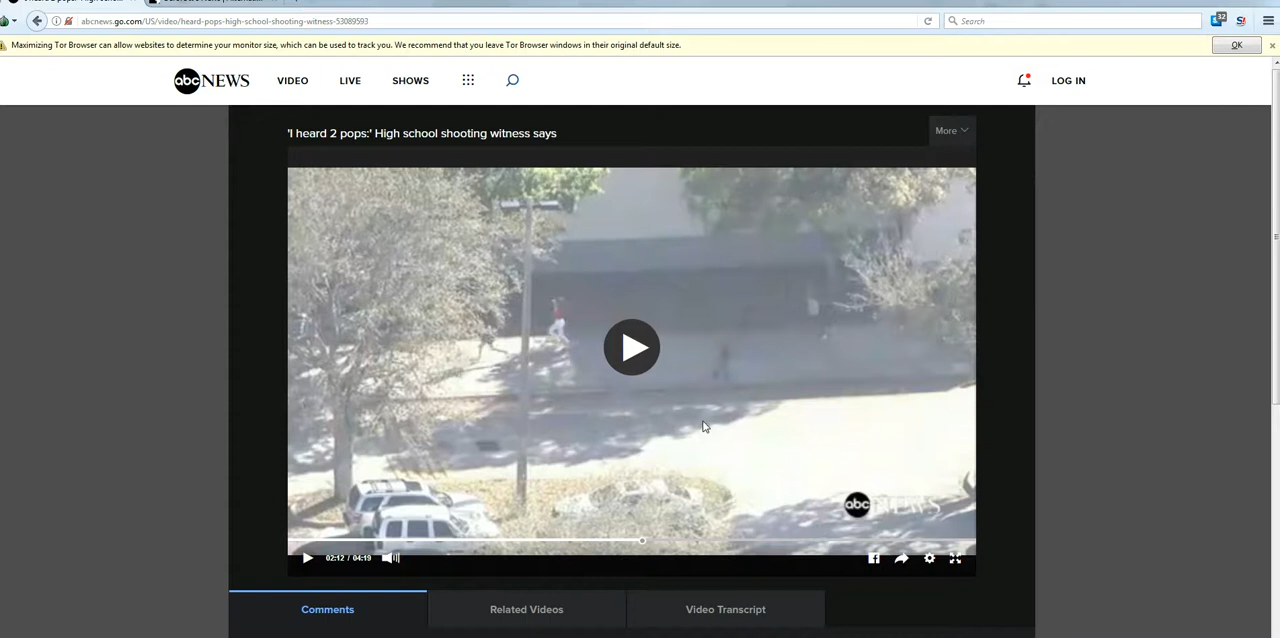 abcnews.go.com/US/video/heard-pops-high-school-shooting-witness-53089593
Search
32
Maximizing Tor Browser can allow websites to determine your monitor size, which can be used to track you. We recommend that you leave Tor Browser windows in their original default size.
OK
abc NEWS
VIDEO
LIVE
SHOWS
LOG IN
'I heard 2 pops:' High school shooting witness says
More
abc NEWS
02:12 / 04:19
Comments
Related Videos
Video Transcript